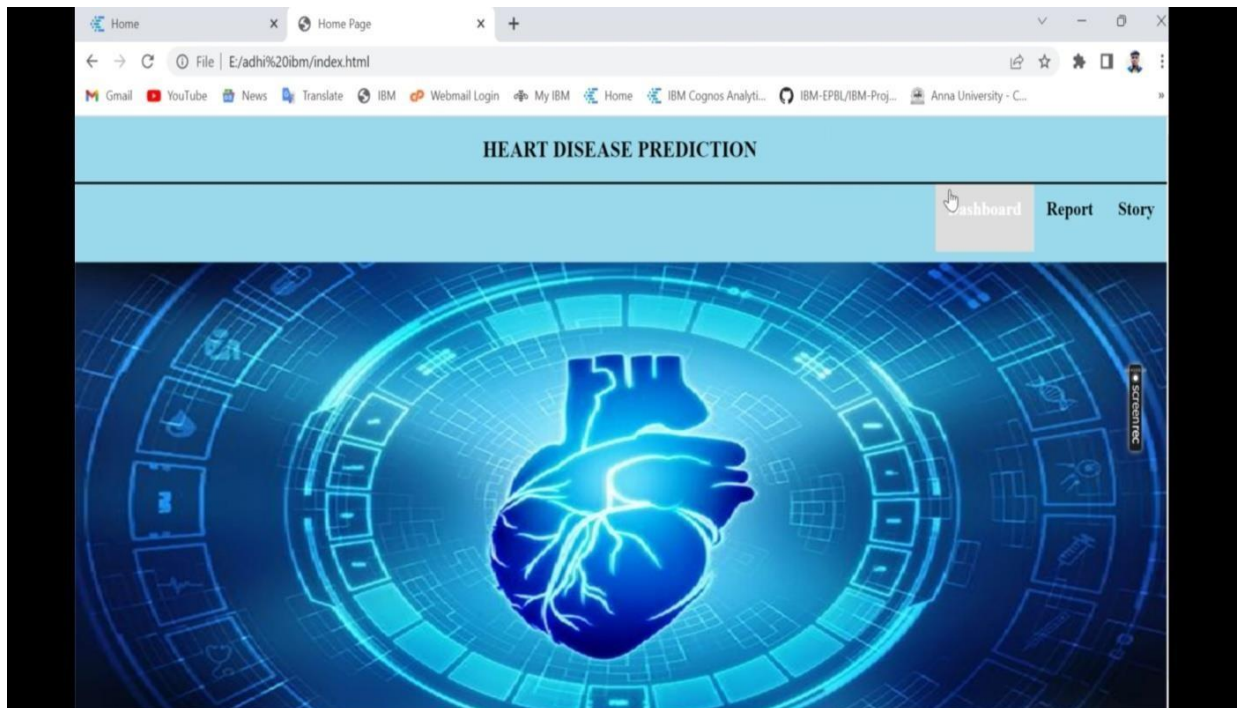 Home
Home Page
File E:/adhi%20ibm/index.html
Gmail YouTube News Translate IBM Webmail Login My IBM Home IBM Cognos Analyti... IBM-EPBL/IBM-Proj... Anna University - C... »
HEART DISEASE PREDICTION
Dashboard Report Story
screenrec